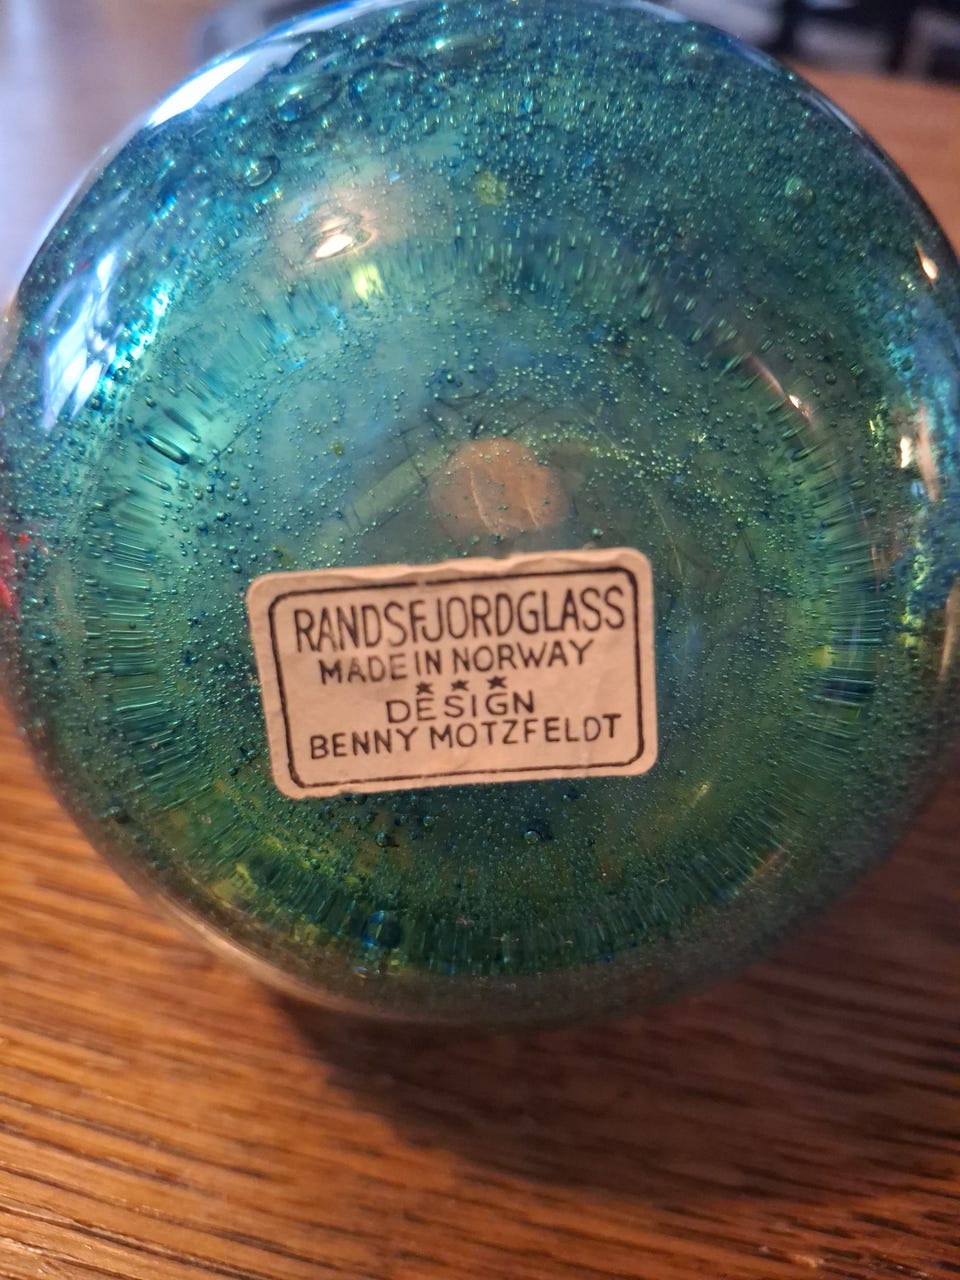 RANDSFJORDGLASS
MADE IN NORWAY
★ ★ ★
DESIGN
BENNY MOTZFELDT